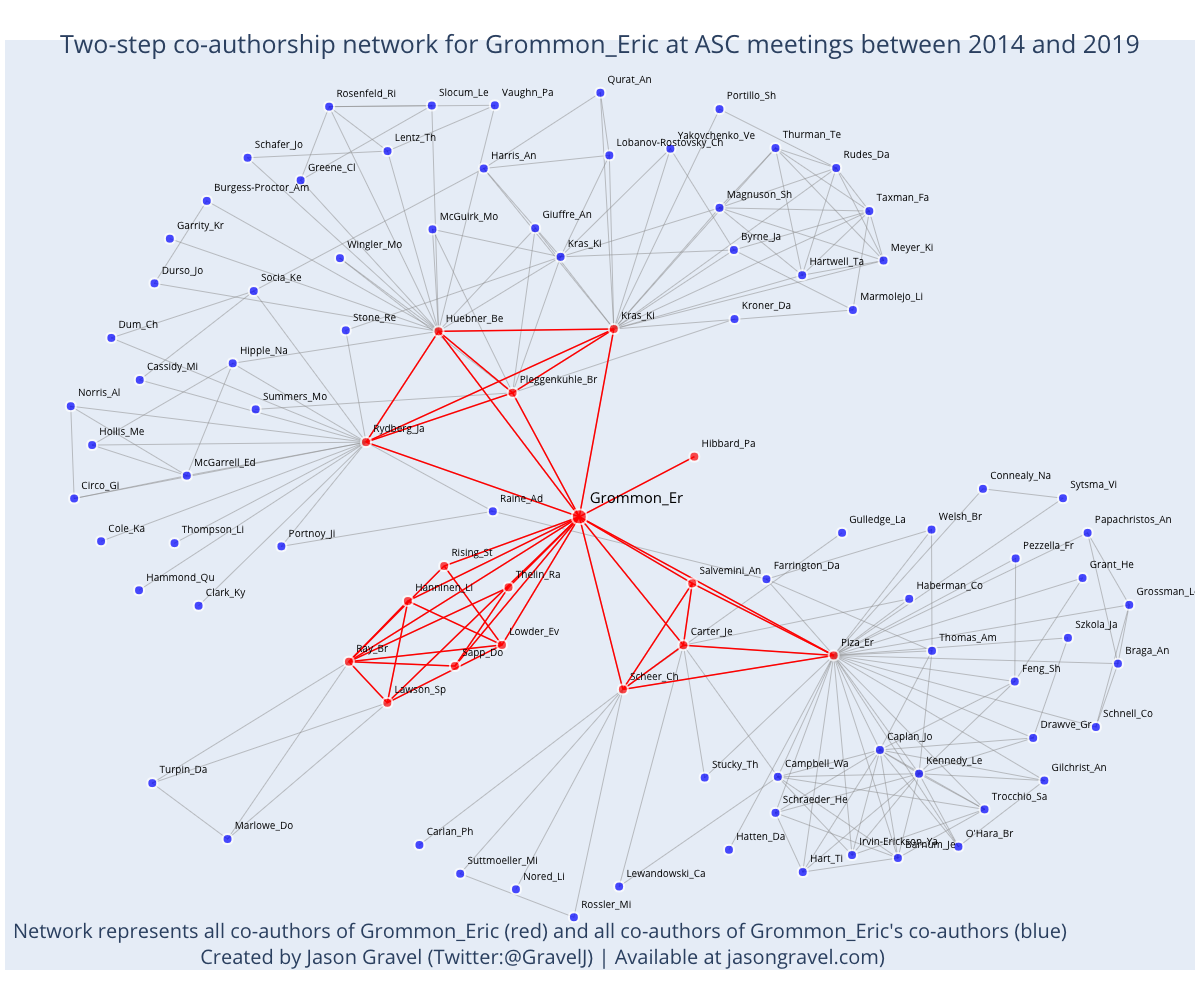 Two-step co-authorship network for Grommon_Eric at ASC meetings between 2014 and 2019
Qurat_An
Rosenfeld_Ri
Slocum_Le
Vaughn_Pa
Portillo_Sh
Lentz_Th
Lobanov-Rostovsky_Ch
Yakovchenko_Ve
Thurman_Te
Schafer_Jo
Harris_An
Rudes_Da
Greene_Cl
Burgess-Proctor_Am
Magnuson_Sh
Taxman_Fa
McGuirk_Mo
Gluffre_An
Garrity_Kr
Wingler_Mo
Kras_Ki
Byrne_Ja
Meyer_Ki
Hartwell_Ta
Durso_Jo
Socia_Ke
Marmolejo_Li
Kroner_Da
Huebner_Be
Kras_Ki
Stone_Re
Dum_Ch
Hipple_Na
Cassidy_Mi
Pleggenkuhle_Br
Norris_Al
Summers_Mo
Hollis_Me
Rydberg_Ja
Hibbard_Pa
McGarrell_Ed
Connealy_Na
Circo_Gi
Grommon_Er
Raine_Ad
Sytsma_Vi
Cole_Ka
Thompson_Li
Portnoy_Ji
Gulledge_La
Welsh_Br
Papachristos_An
Rising_St
Pezzella_Fr
Hammond_Qu
Clark_Ky
Hanninen_Li
Thelin_Ra
Salvemini_An
Farrington_Da
Grant_He
Haberman_Co
Lowder_Ev
Carter_Je
Piza_Er
Thomas_Am
Szkola_Ja
Ray_Br
Sapp_Do
Braga_An
Lawson_Sp
Scheer_Ch
Feng_Sh
Schnell_Co
Drawve_Gr
Caplan_Jo
Turpin_Da
Stucky_Th
Campbell_Wa
Kennedy_Le
Gilchrist_An
Schraeder_He
Trocchio_Sa
Marlowe_Do
Carlan_Ph
Hatten_Da
Irvin-Erickson_Ya
Barnum_Je
O'Hara_Br
Suttmoeller_Mi
Nored_Li
Lewandowski_Ca
Hart_Ti
Rossler_Mi
Network represents all co-authors of Grommon_Eric (red) and all co-authors of Grommon_Eric's co-authors (blue)
Created by Jason Gravel (Twitter:@GravelJ) | Available at jasongravel.com)